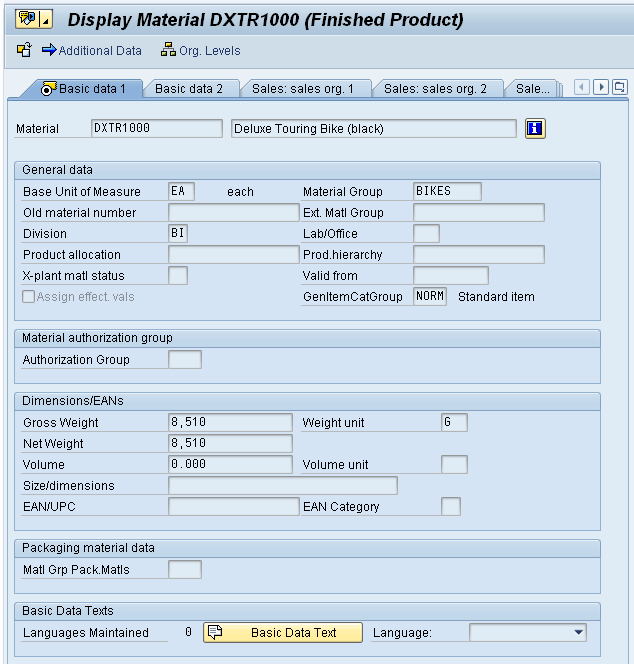 Display Material DXTR1000 (Finished Product)
Additional Data Org. Levels
Basic data 1 Basic data 2 Sales: sales org. 1 Sales: sales org. 2 Sale...
Material DXTR1000 Deluxe Touring Bike (black)
General data
Base Unit of Measure EA each Material Group BIKES
Old material number Ext. Matl Group
Division BI Lab/Office
Product allocation Prod.hierarchy
X-plant matl status Valid from
Assign effect. vals GenItemCatGroup NORM Standard item
Material authorization group
Authorization Group
Dimensions/EANs
Gross Weight 8,510 Weight unit G
Net Weight 8,510
Volume 0.000 Volume unit
Size/dimensions
EAN/UPC EAN Category
Packaging material data
Matl Grp Pack.Matls
Basic Data Texts
Languages Maintained 0 Basic Data Text Language: